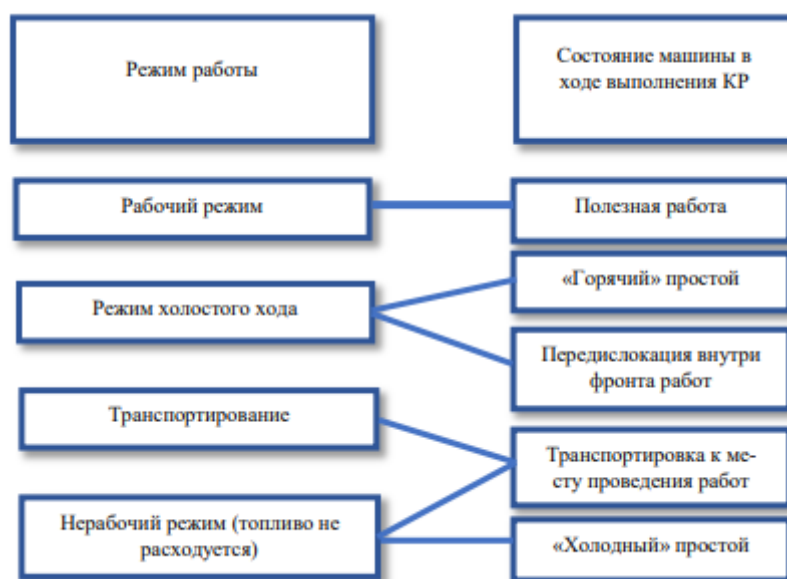 Режим работы
Состояние машины в
ходе выполнения КР
Рабочий режим
Полезная работа
Режим холостого хода
«Горячий» простой
Передислокация внутри
фронта работ
Транспортирование
Транспортировка к ме-
сту проведения работ
Нерабочий режим (топливо не
расходуется)
«Холодный» простой